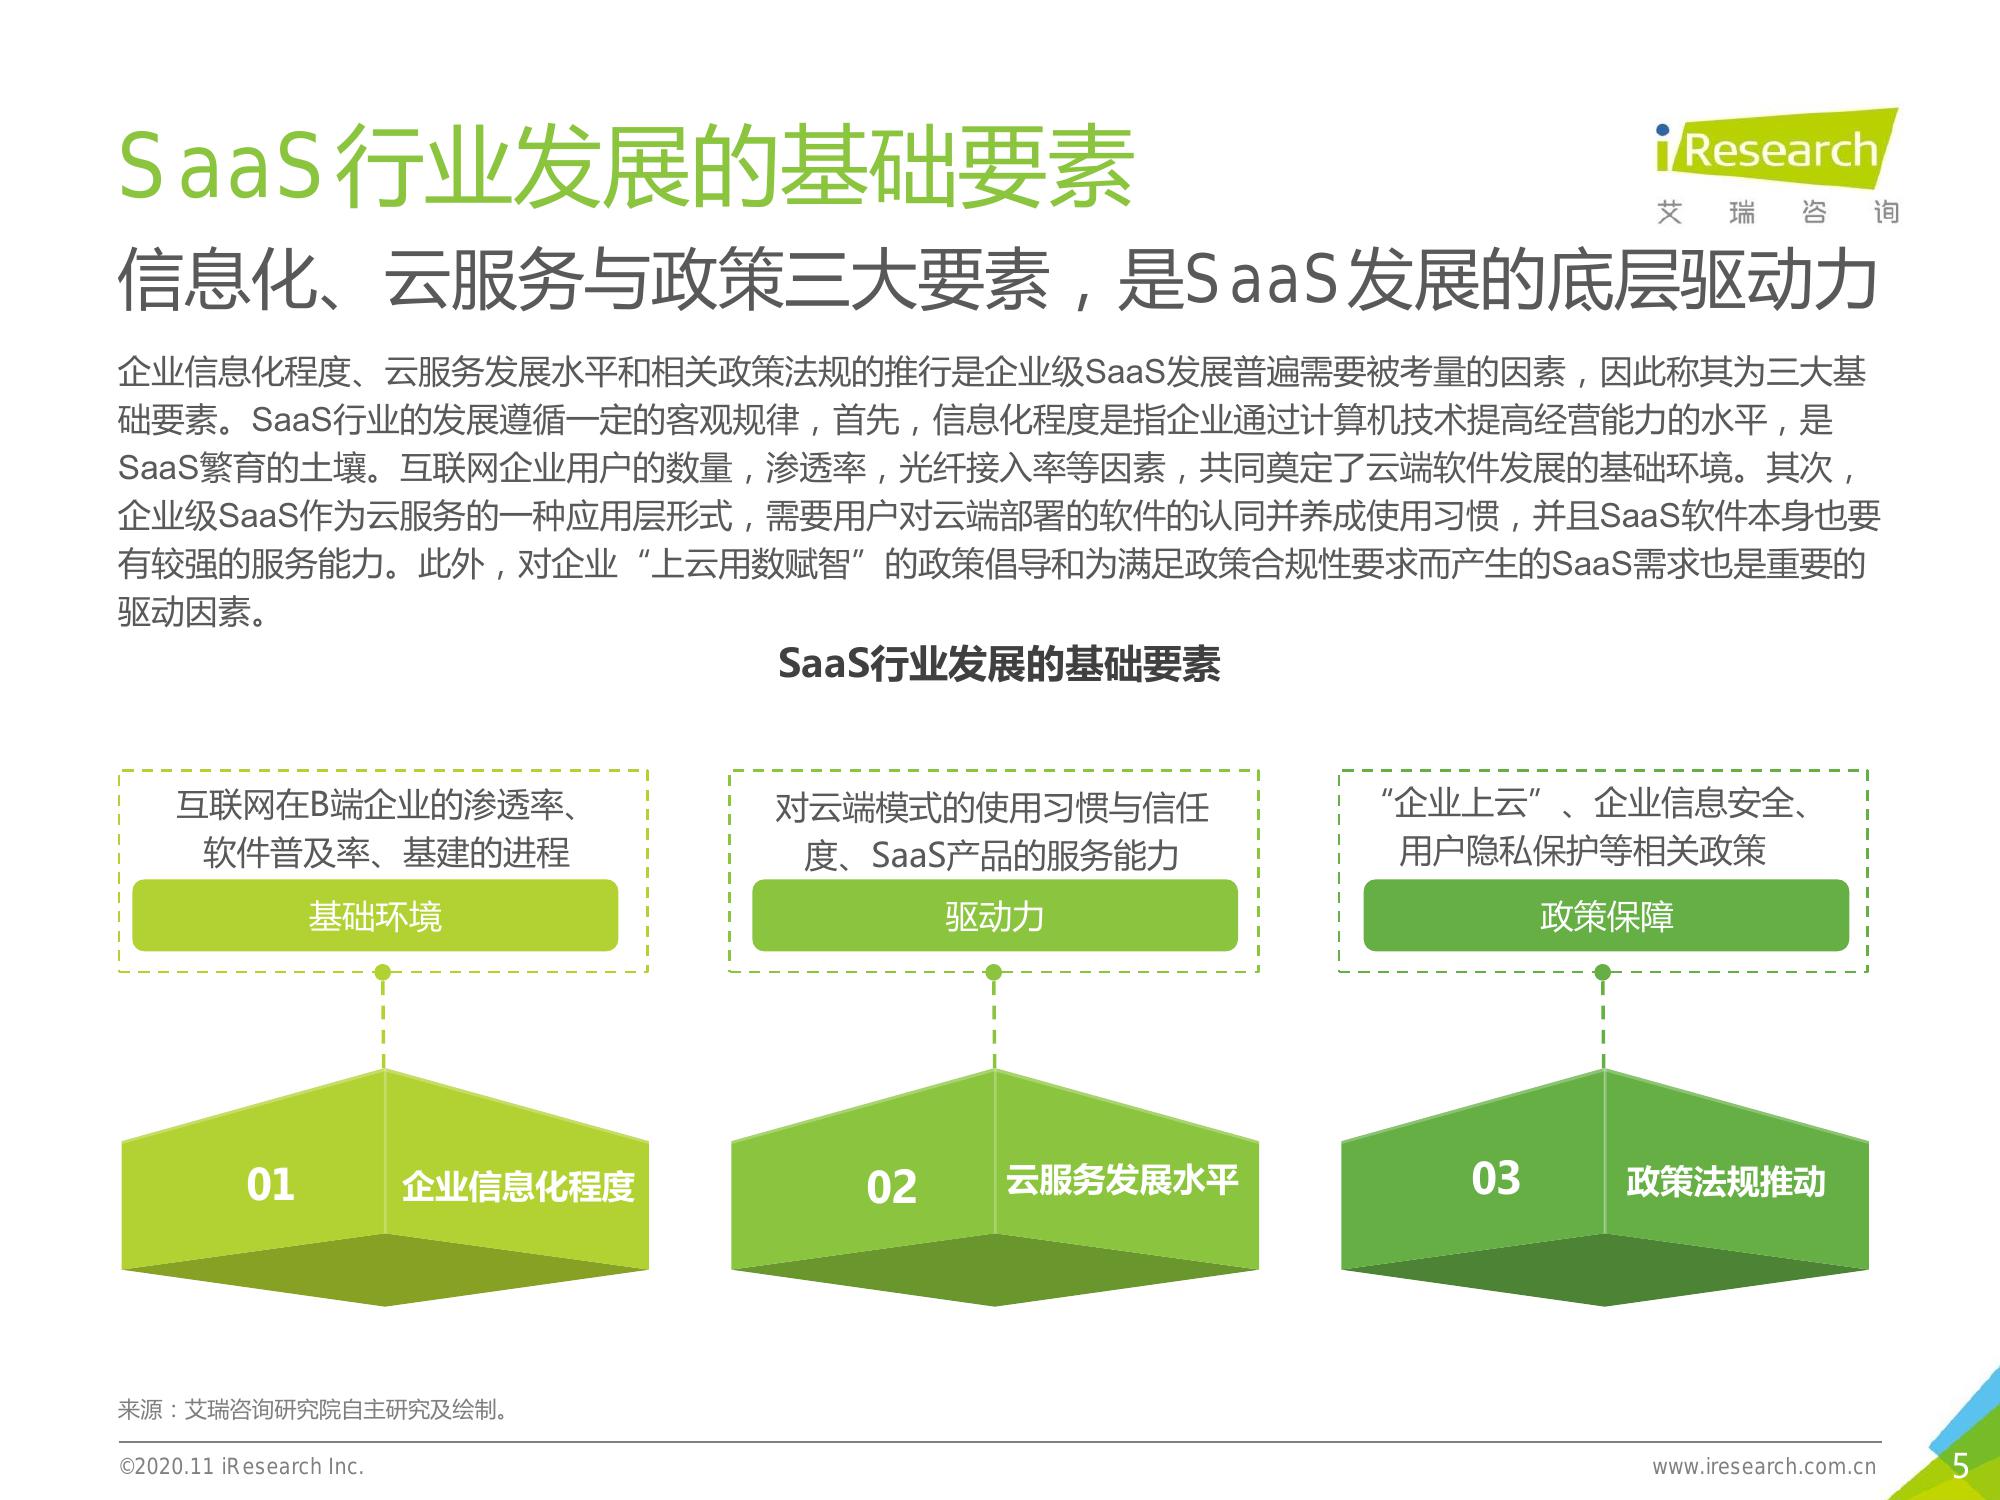 SaaS行业发展的基础要素
iResearch
艾瑞咨询
信息化、云服务与政策三大要素，是SaaS发展的底层驱动力
企业信息化程度、云服务发展水平和相关政策法规的推行是企业级SaaS发展普遍需要被考量的因素，因此称其为三大基
础要素。SaaS行业的发展遵循一定的客观规律，首先，信息化程度是指企业通过计算机技术提高经营能力的水平，是
SaaS繁育的土壤。互联网企业用户的数量，渗透率，光纤接入率等因素，共同奠定了云端软件发展的基础环境。其次，
企业级SaaS作为云服务的一种应用层形式，需要用户对云端部署的软件的认同并养成使用习惯，并且SaaS软件本身也要
有较强的服务能力。此外，对企业“上云用数赋智”的政策倡导和为满足政策合规性要求而产生的SaaS需求也是重要的
驱动因素。
SaaS行业发展的基础要素
互联网在B端企业的渗透率、
软件普及率、基建的进程
基础环境
01
企业信息化程度
对云端模式的使用习惯与信任
度、SaaS产品的服务能力
驱动力
02
云服务发展水平
“企业上云”、企业信息安全、
用户隐私保护等相关政策
政策保障
03
政策法规推动
来源：艾瑞咨询研究院自主研究及绘制。
©2020.11 iResearch Inc.
www.iresearch.com.cn
5